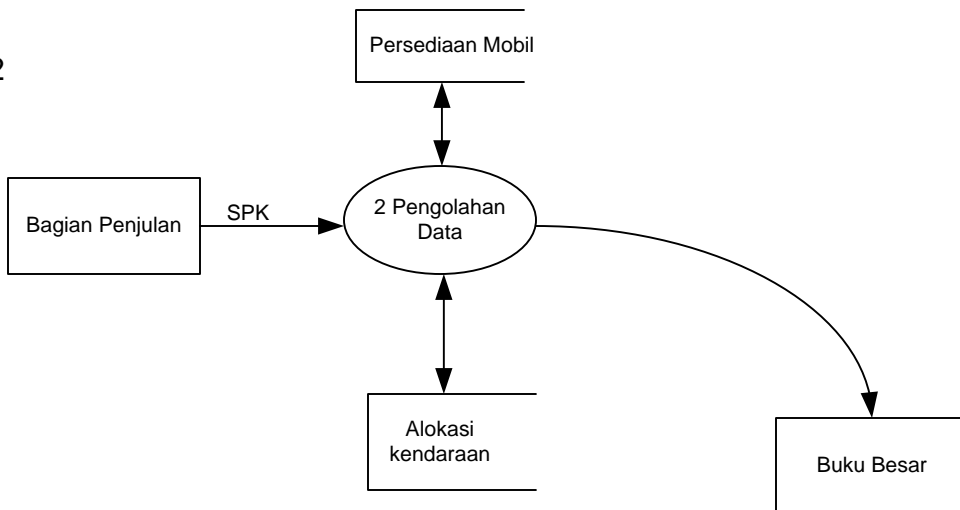 Persediaan Mobil
2
Bagian Penjulan
SPK
2 Pengolahan
Data
Alokasi
kendaraan
Buku Besar